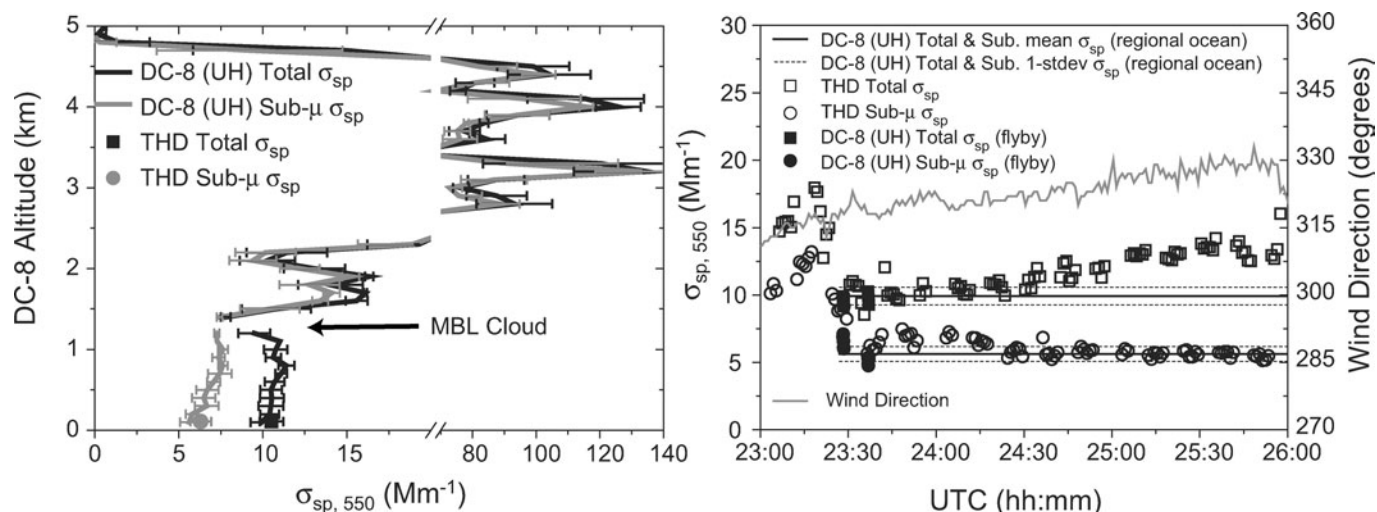 5
4
3
2
1
0
DC-8 Altitude (km)
DC-8 (UH) Total σsp
DC-8 (UH) Sub-μ σsp
THD Total σsp
THD Sub-μ σsp
MBL Cloud
0 5 10 15 80 100 120 140
σsp, 550 (Mm-1)
30
25
20
15
10
5
0
σsp, 550 (Mm-1)
DC-8 (UH) Total & Sub. mean σsp (regional ocean)
DC-8 (UH) Total & Sub. 1-stdev σsp (regional ocean)
THD Total σsp
THD Sub-μ σsp
DC-8 (UH) Total σsp (flyby)
DC-8 (UH) Sub-μ σsp (flyby)
Wind Direction
360
345
330
315
300
285
270
Wind Direction (degrees)
23:00 23:30 24:00 24:30 25:00 25:30 26:00
UTC (hh:mm)